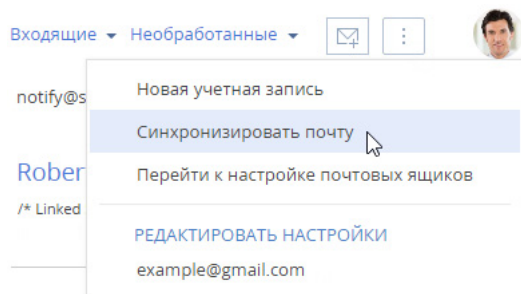 Входящие Необработанные
Новая учетная запись
notify@s
Синхронизировать почту
Rober
Перейти к настройке почтовых ящиков
/* Linked
РЕДАКТИРОВАТЬ НАСТРОЙКИ
example@gmail.com